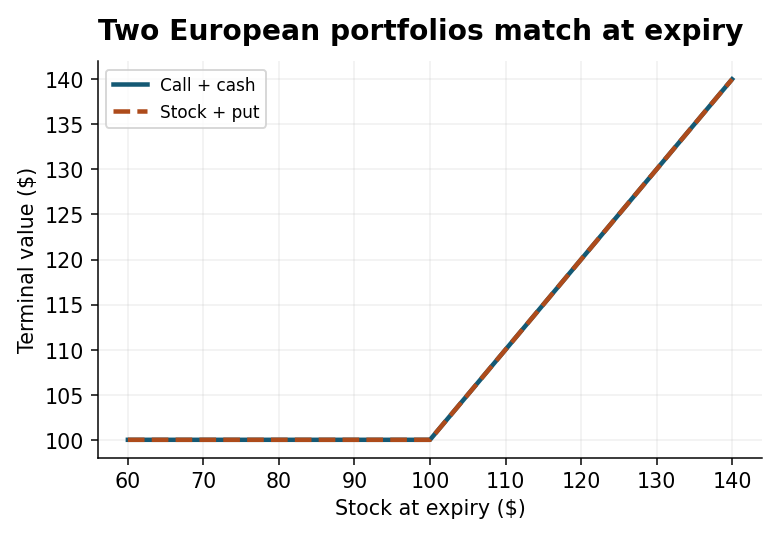 Two European portfolios match at expiry
Call + cash
Stock + put
Terminal value ($)
140
135
130
125
120
115
110
105
100
60 70 80 90 100 110 120 130 140
Stock at expiry ($)